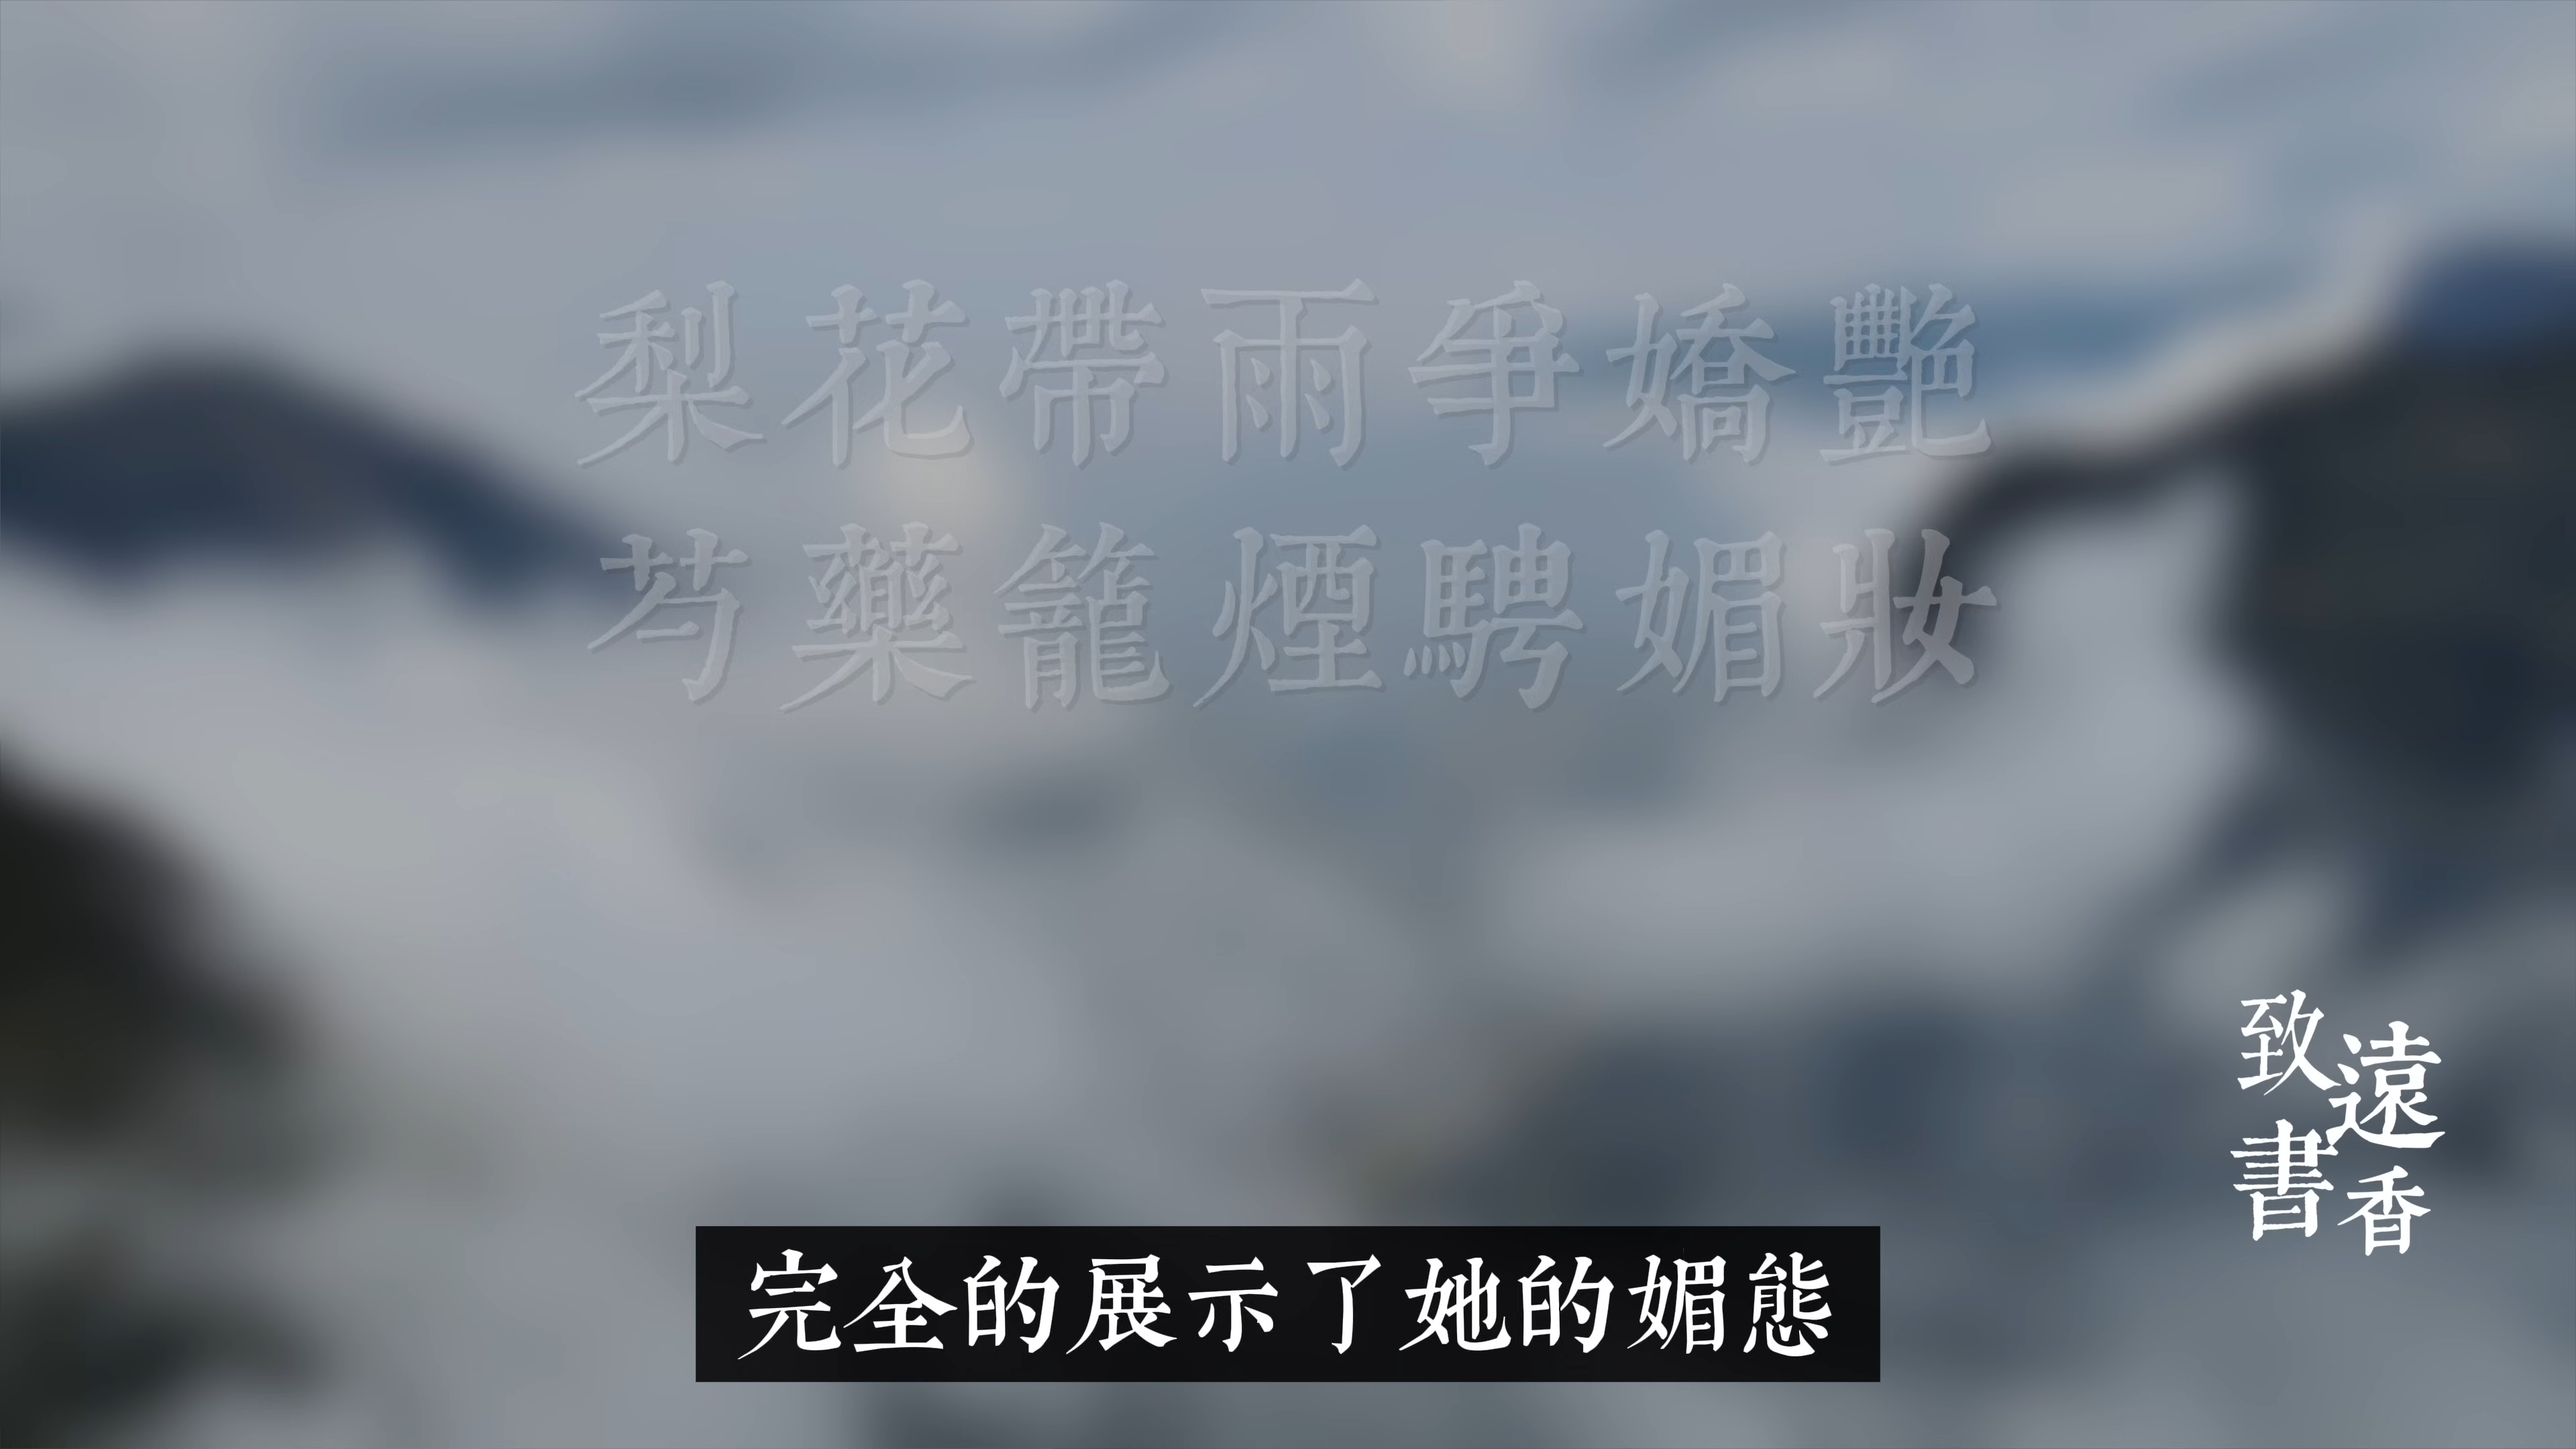 梨花帶雨爭嬌艷
芍藥籠煙騁媚妝
致遠書香
完全的展示了她的媚態